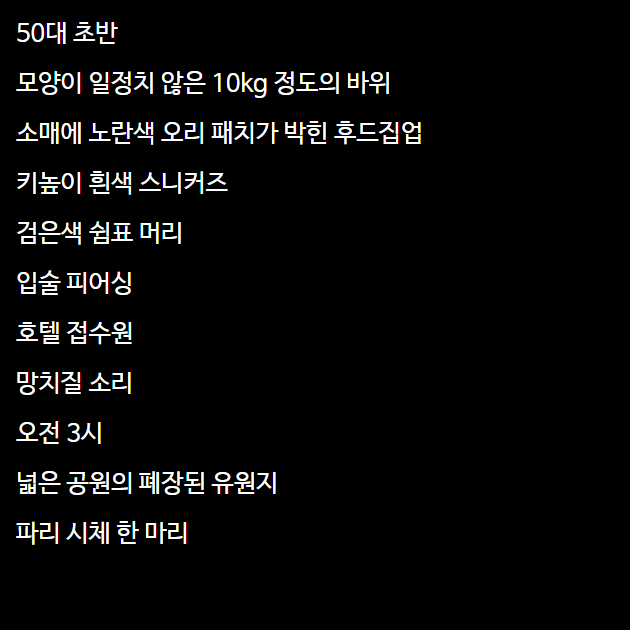 50대 초반
모양이 일정치 않은 10kg 정도의 바위
소매에 노란색 오리 패치가 박힌 후드집업
키높이 흰색 스니커즈
검은색 쉼표 머리
입술 피어싱
호텔 접수원
망치질 소리
오전 3시
넓은 공원의 폐장된 유원지
파리 시체 한 마리